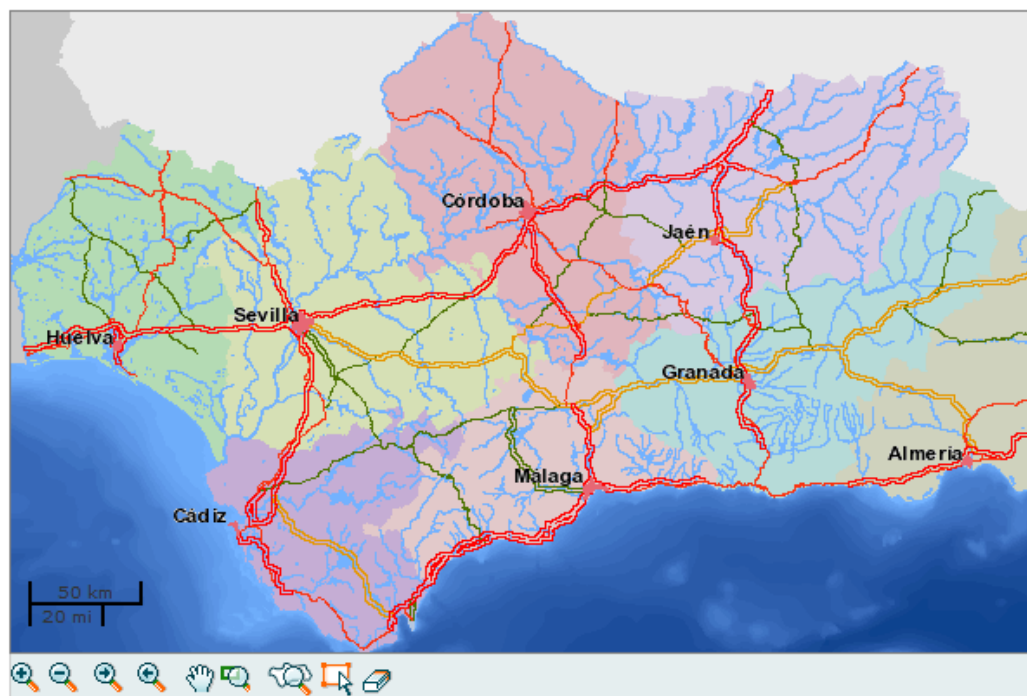 Córdoba
Jaén
Sevilla
Huelva
Granada
Almería
Málaga
Cádiz
50 km
20 mi